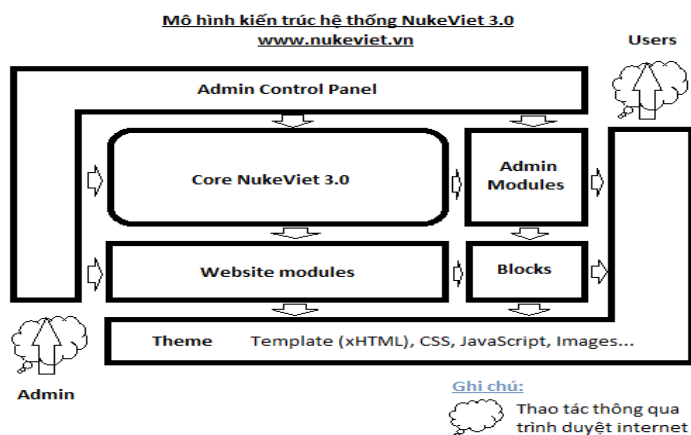 Mô hình kiến trúc hệ thống NukeViet 3.0
www.nukeviet.vn
Users
Admin Control Panel
Core NukeViet 3.0
Admin
Modules
Website modules
Blocks
Theme Template (xHTML), CSS, JavaScript, Images...
Admin
Ghi chú:
Thao tác thông qua
trình duyệt internet